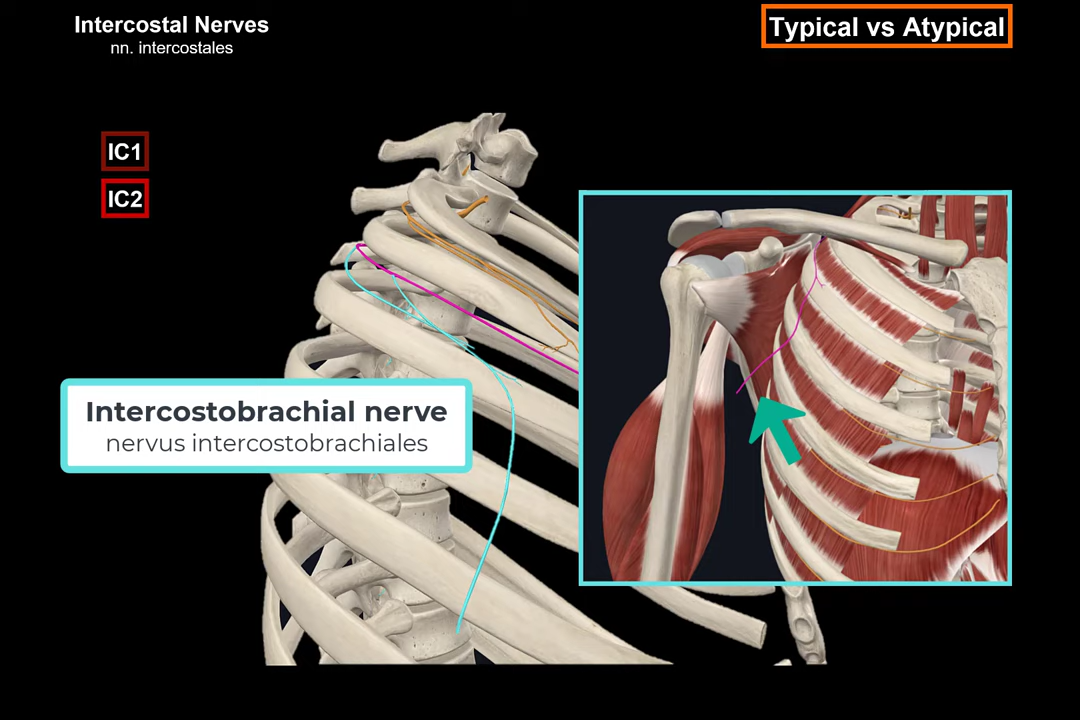 Intercostal Nerves
nn. intercostales
Typical vs Atypical
IC1
IC2
Intercostobrachial nerve
nervus intercostobrachiales